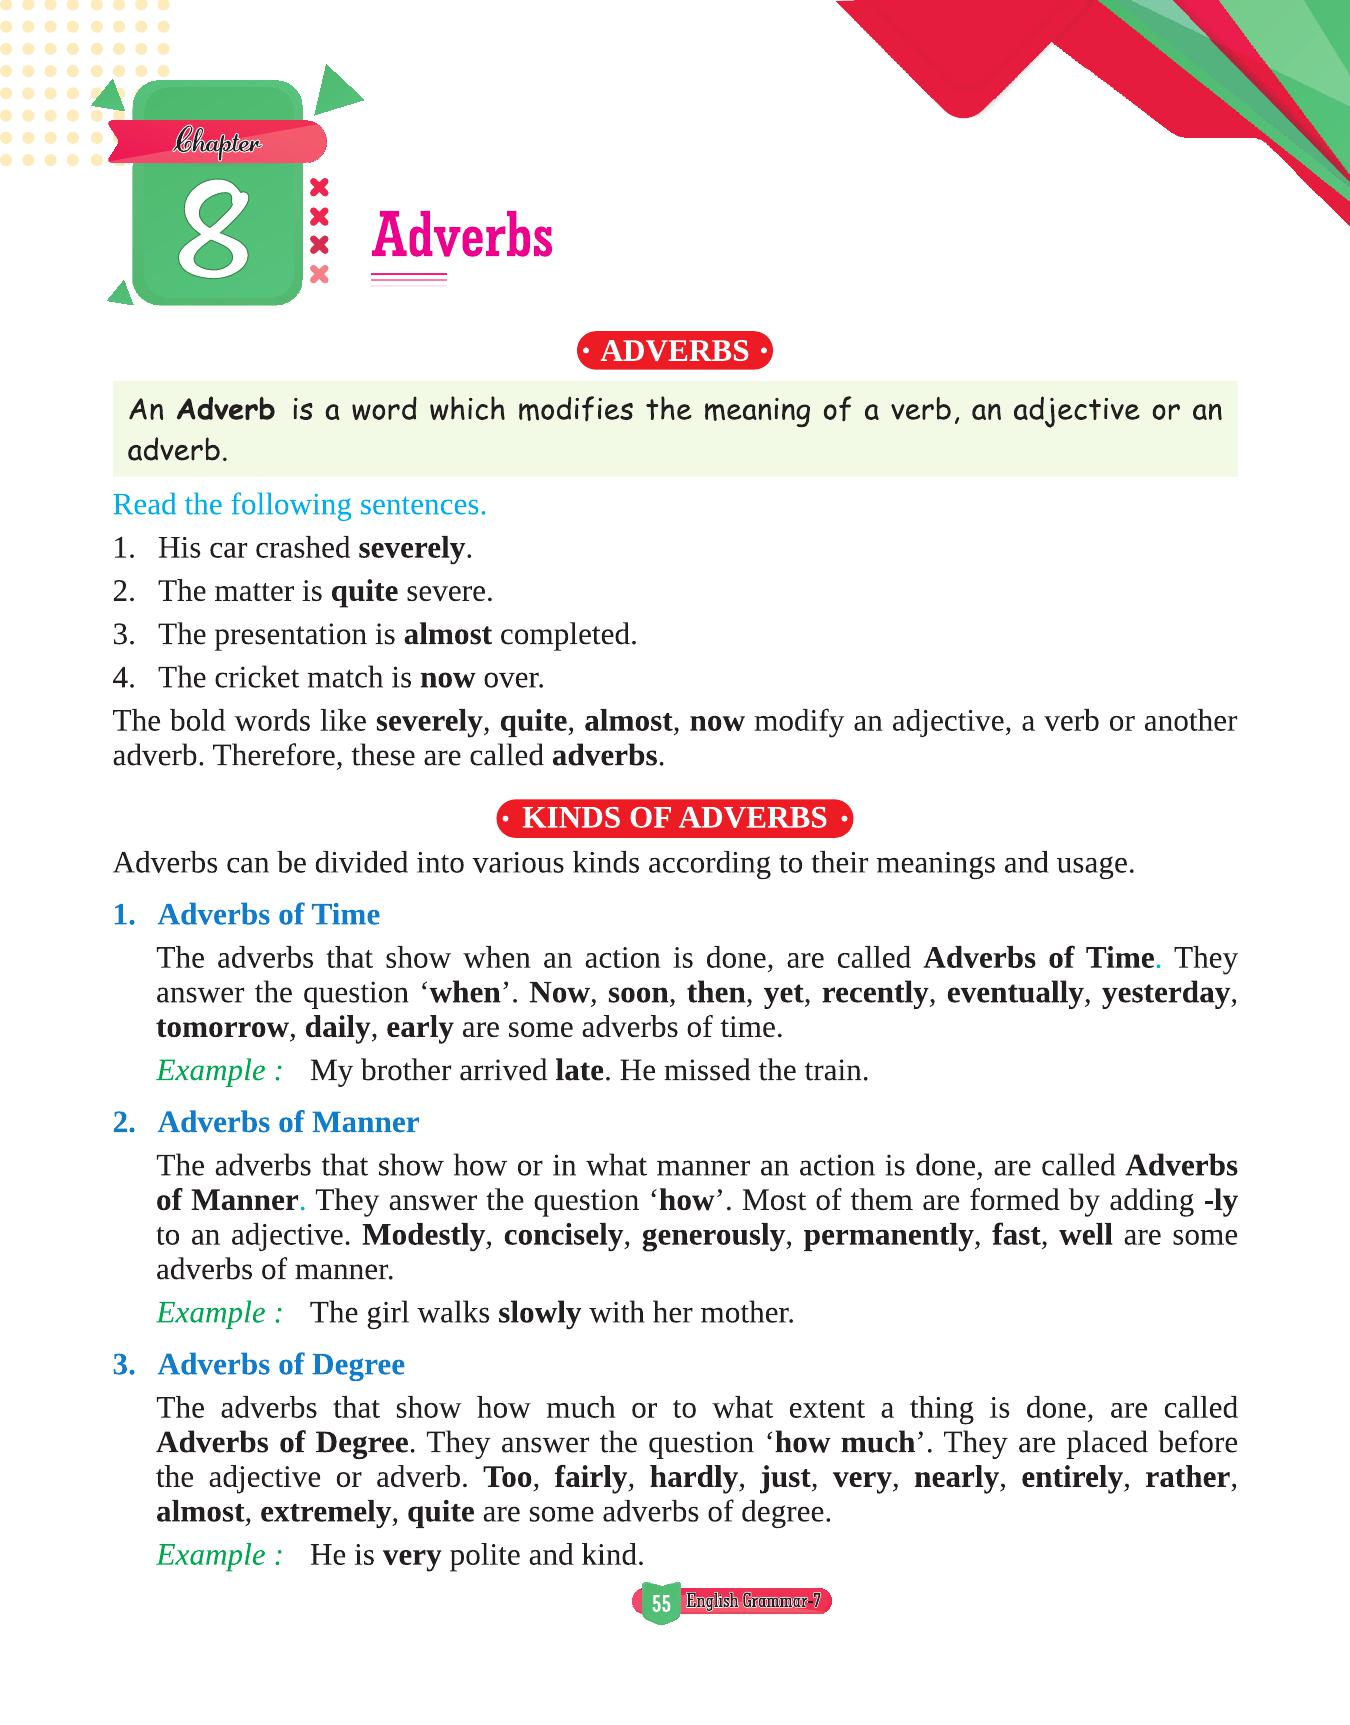 Chapter
8
Adverbs
• ADVERBS •
An Adverb is a word which modifies the meaning of a verb, an adjective or an
adverb.
Read the following sentences.
1. His car crashed severely.
2. The matter is quite severe.
3. The presentation is almost completed.
4. The cricket match is now over.
The bold words like severely, quite, almost, now modify an adjective, a verb or another
adverb. Therefore, these are called adverbs.
• KINDS OF ADVERBS •
Adverbs can be divided into various kinds according to their meanings and usage.
1. Adverbs of Time
The adverbs that show when an action is done, are called Adverbs of Time. They
answer the question ‘when’. Now, soon, then, yet, recently, eventually, yesterday,
tomorrow, daily, early are some adverbs of time.
Example : My brother arrived late. He missed the train.
2. Adverbs of Manner
The adverbs that show how or in what manner an action is done, are called Adverbs
of Manner. They answer the question ‘how’. Most of them are formed by adding -ly
to an adjective. Modestly, concisely, generously, permanently, fast, well are some
adverbs of manner.
Example : The girl walks slowly with her mother.
3. Adverbs of Degree
The adverbs that show how much or to what extent a thing is done, are called
Adverbs of Degree. They answer the question ‘how much’. They are placed before
the adjective or adverb. Too, fairly, hardly, just, very, nearly, entirely, rather,
almost, extremely, quite are some adverbs of degree.
Example : He is very polite and kind.
55 English Grammar-7